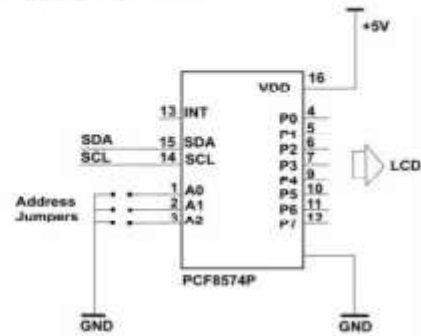 +5V
VDD 16
13 INT
P0 4
P1 5
SDA 15 SDA P2 6
SCL 14 SCL P3 7
P4 9
LCD
1 A0 P5 10
Address 2 A1 P6 11
Jumpers 3 A2 P7 12
PCF8574P
GND GND